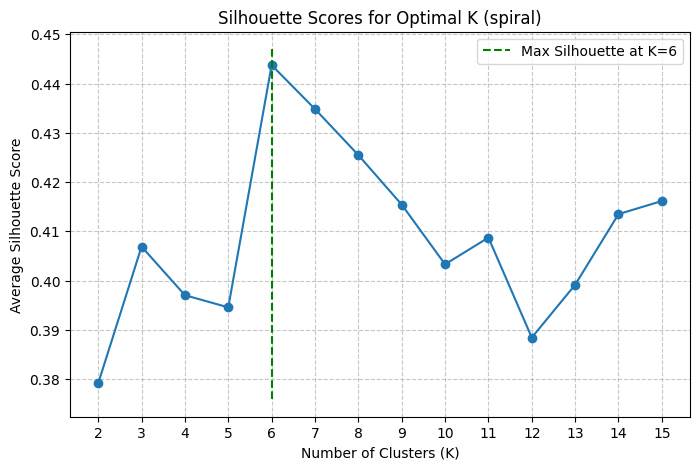 Silhouette Scores for Optimal K (spiral)
Max Silhouette at K=6
Average Silhouette Score
0.45
0.44
0.43
0.42
0.41
0.40
0.39
0.38
2 3 4 5 6 7 8 9 10 11 12 13 14 15
Number of Clusters (K)